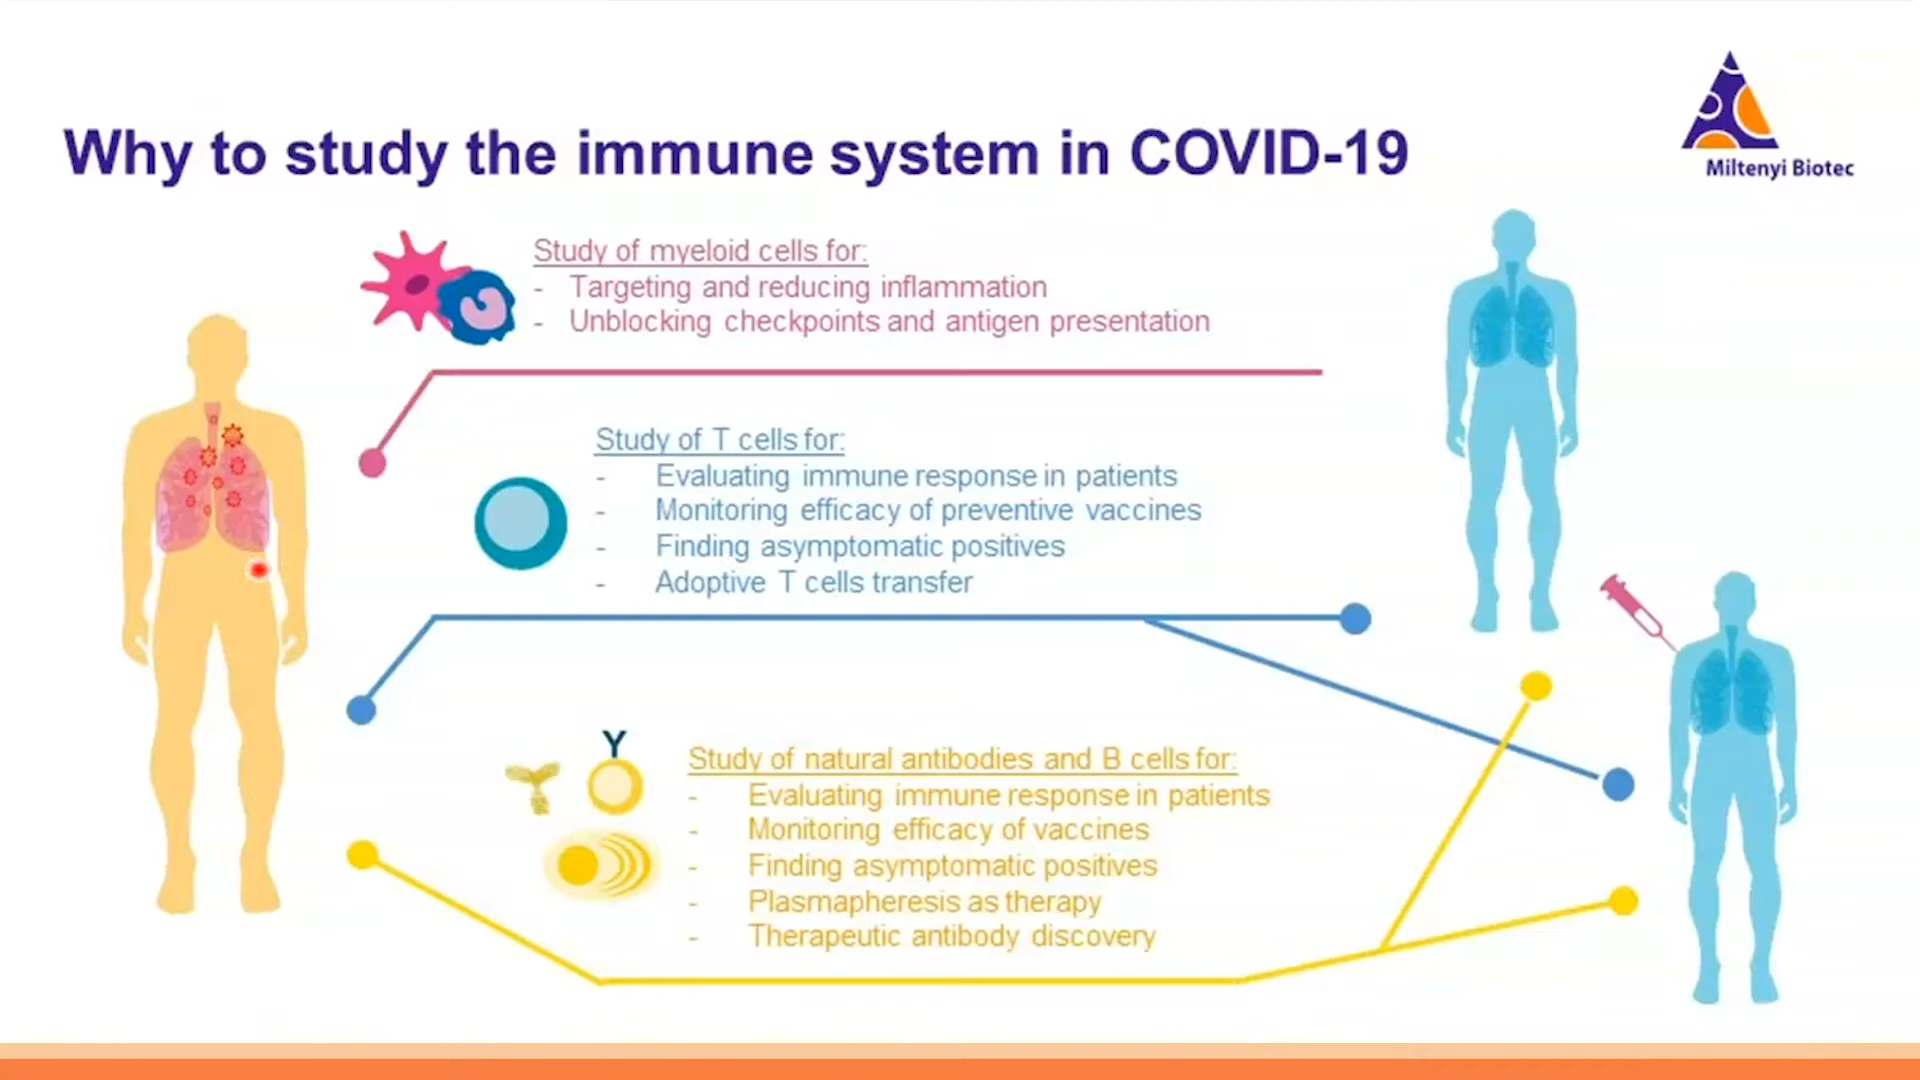 Why to study the immune system in COVID-19
Miltenyi Biotec
Study of myeloid cells for:
- Targeting and reducing inflammation
- Unblocking checkpoints and antigen presentation
Study of T cells for:
- Evaluating immune response in patients
- Monitoring efficacy of preventive vaccines
- Finding asymptomatic positives
- Adoptive T cells transfer
Study of natural antibodies and B cells for:
- Evaluating immune response in patients
- Monitoring efficacy of vaccines
- Finding asymptomatic positives
- Plasmapheresis as therapy
- Therapeutic antibody discovery